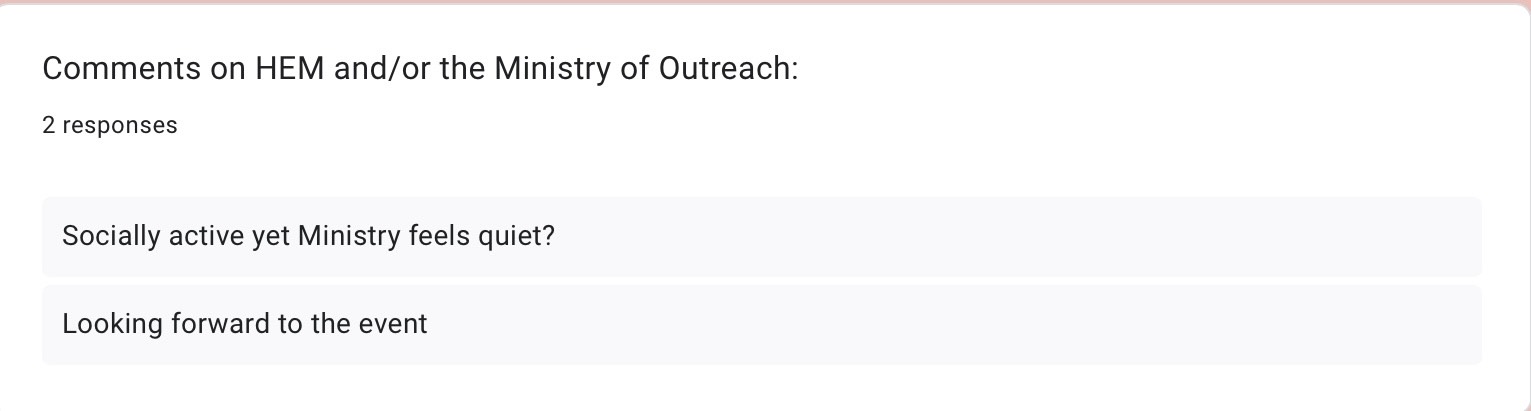 Comments on HEM and/or the Ministry of Outreach:
2 responses
Socially active yet Ministry feels quiet?
Looking forward to the event